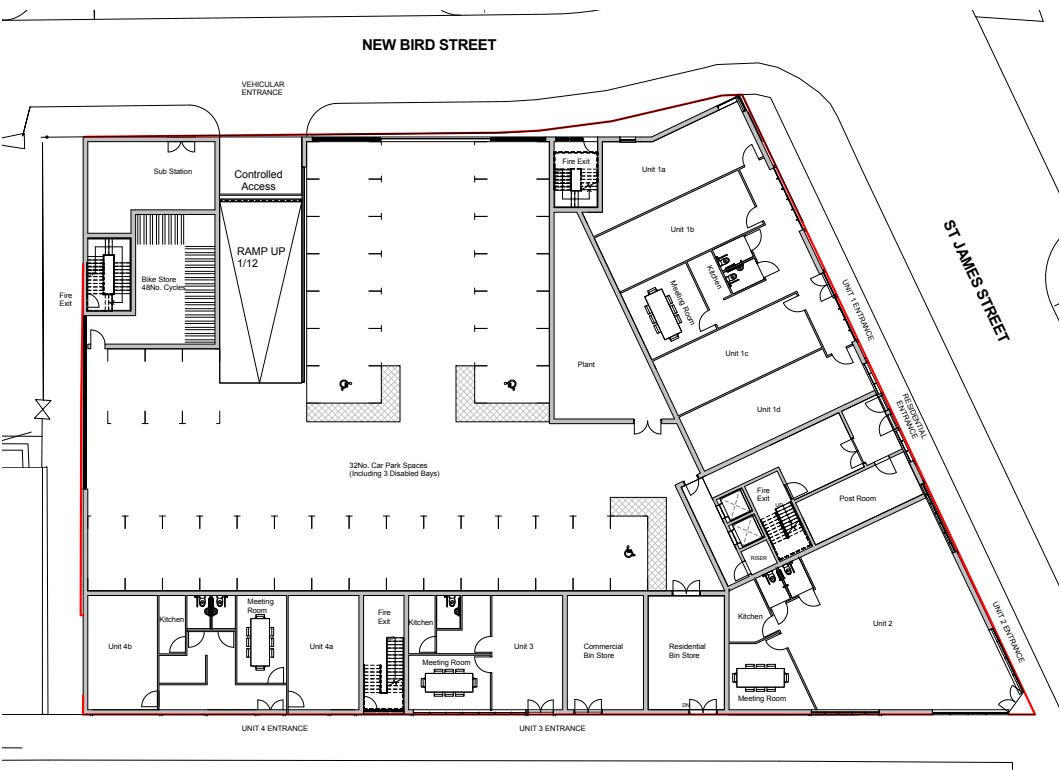 NEW BIRD STREET
VEHICULAR
ENTRANCE
Sub Station
Controlled
Access
Fire Exit
Unit 1a
RAMP UP
1/12
Unit 1b
Bike Store
48No. Cycles
Fire
Exit
Kitchen
Meeting Room
ST JAMES STREET
UNIT 1 ENTRANCE
Unit 1c
Plant
Unit 1d
RESIDENTIAL
ENTRANCE
32No. Car Park Spaces
(Including 3 Disabled Bays)
Fire
Exit
UP
Post Room
RISER
Unit 4b
Kitchen
Meeting
Room
Unit 4a
Fire
Exit
Kitchen
Meeting Room
Unit 3
Commercial
Bin Store
Residential
Bin Store
DN
Kitchen
Meeting Room
Unit 2
UNIT 2 ENTRANCE
UNIT 4 ENTRANCE
UNIT 3 ENTRANCE